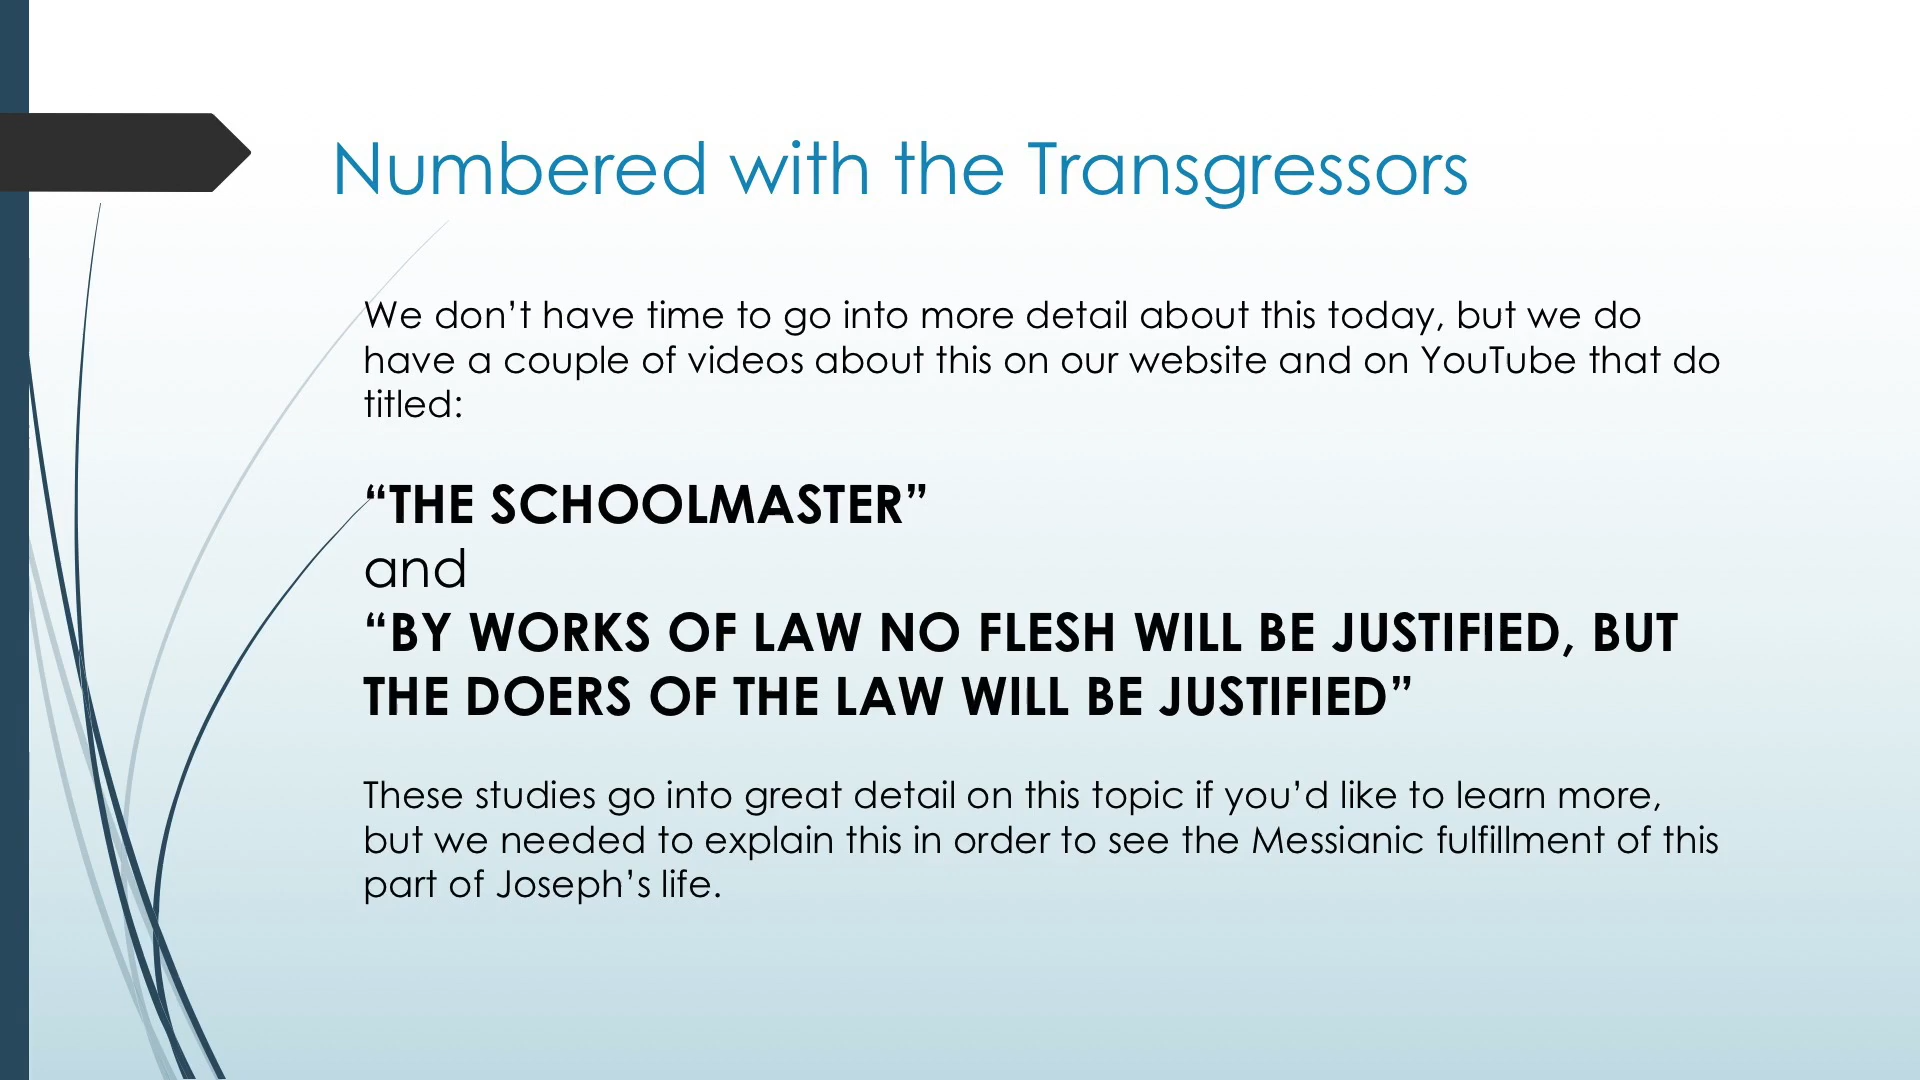 Numbered with the Transgressors
We don’t have time to go into more detail about this today, but we do
have a couple of videos about this on our website and on YouTube that do
titled:
“THE SCHOOLMASTER”
and
“BY WORKS OF LAW NO FLESH WILL BE JUSTIFIED, BUT
THE DOERS OF THE LAW WILL BE JUSTIFIED”
These studies go into great detail on this topic if you’d like to learn more,
but we needed to explain this in order to see the Messianic fulfillment of this
part of Joseph’s life.